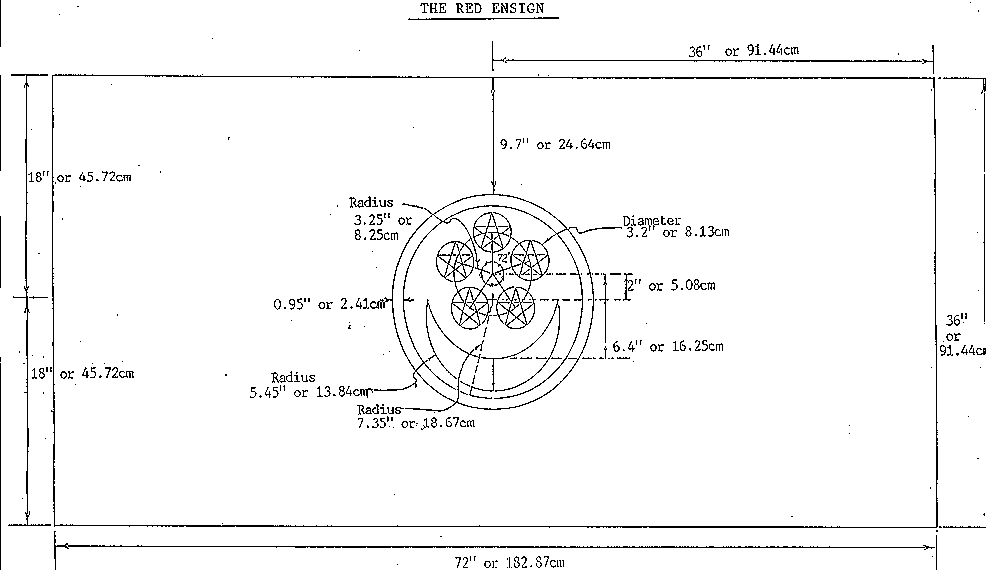 THE RED ENSIGN
36" or 91.44cm
9.7" or 24.64cm
18" or 45.72cm
Radius
3.25" or
8.25cm
Diameter
3.2" or 8.13cm
72
2" or 5.08cm
0.95" or 2.41cm
36"
or
91.44cm
6.4" or 16.25cm
18" or 45.72cm
Radius
5.45" or 13.84cm
Radius
7.35" or 18.67cm
72" or 182.87cm